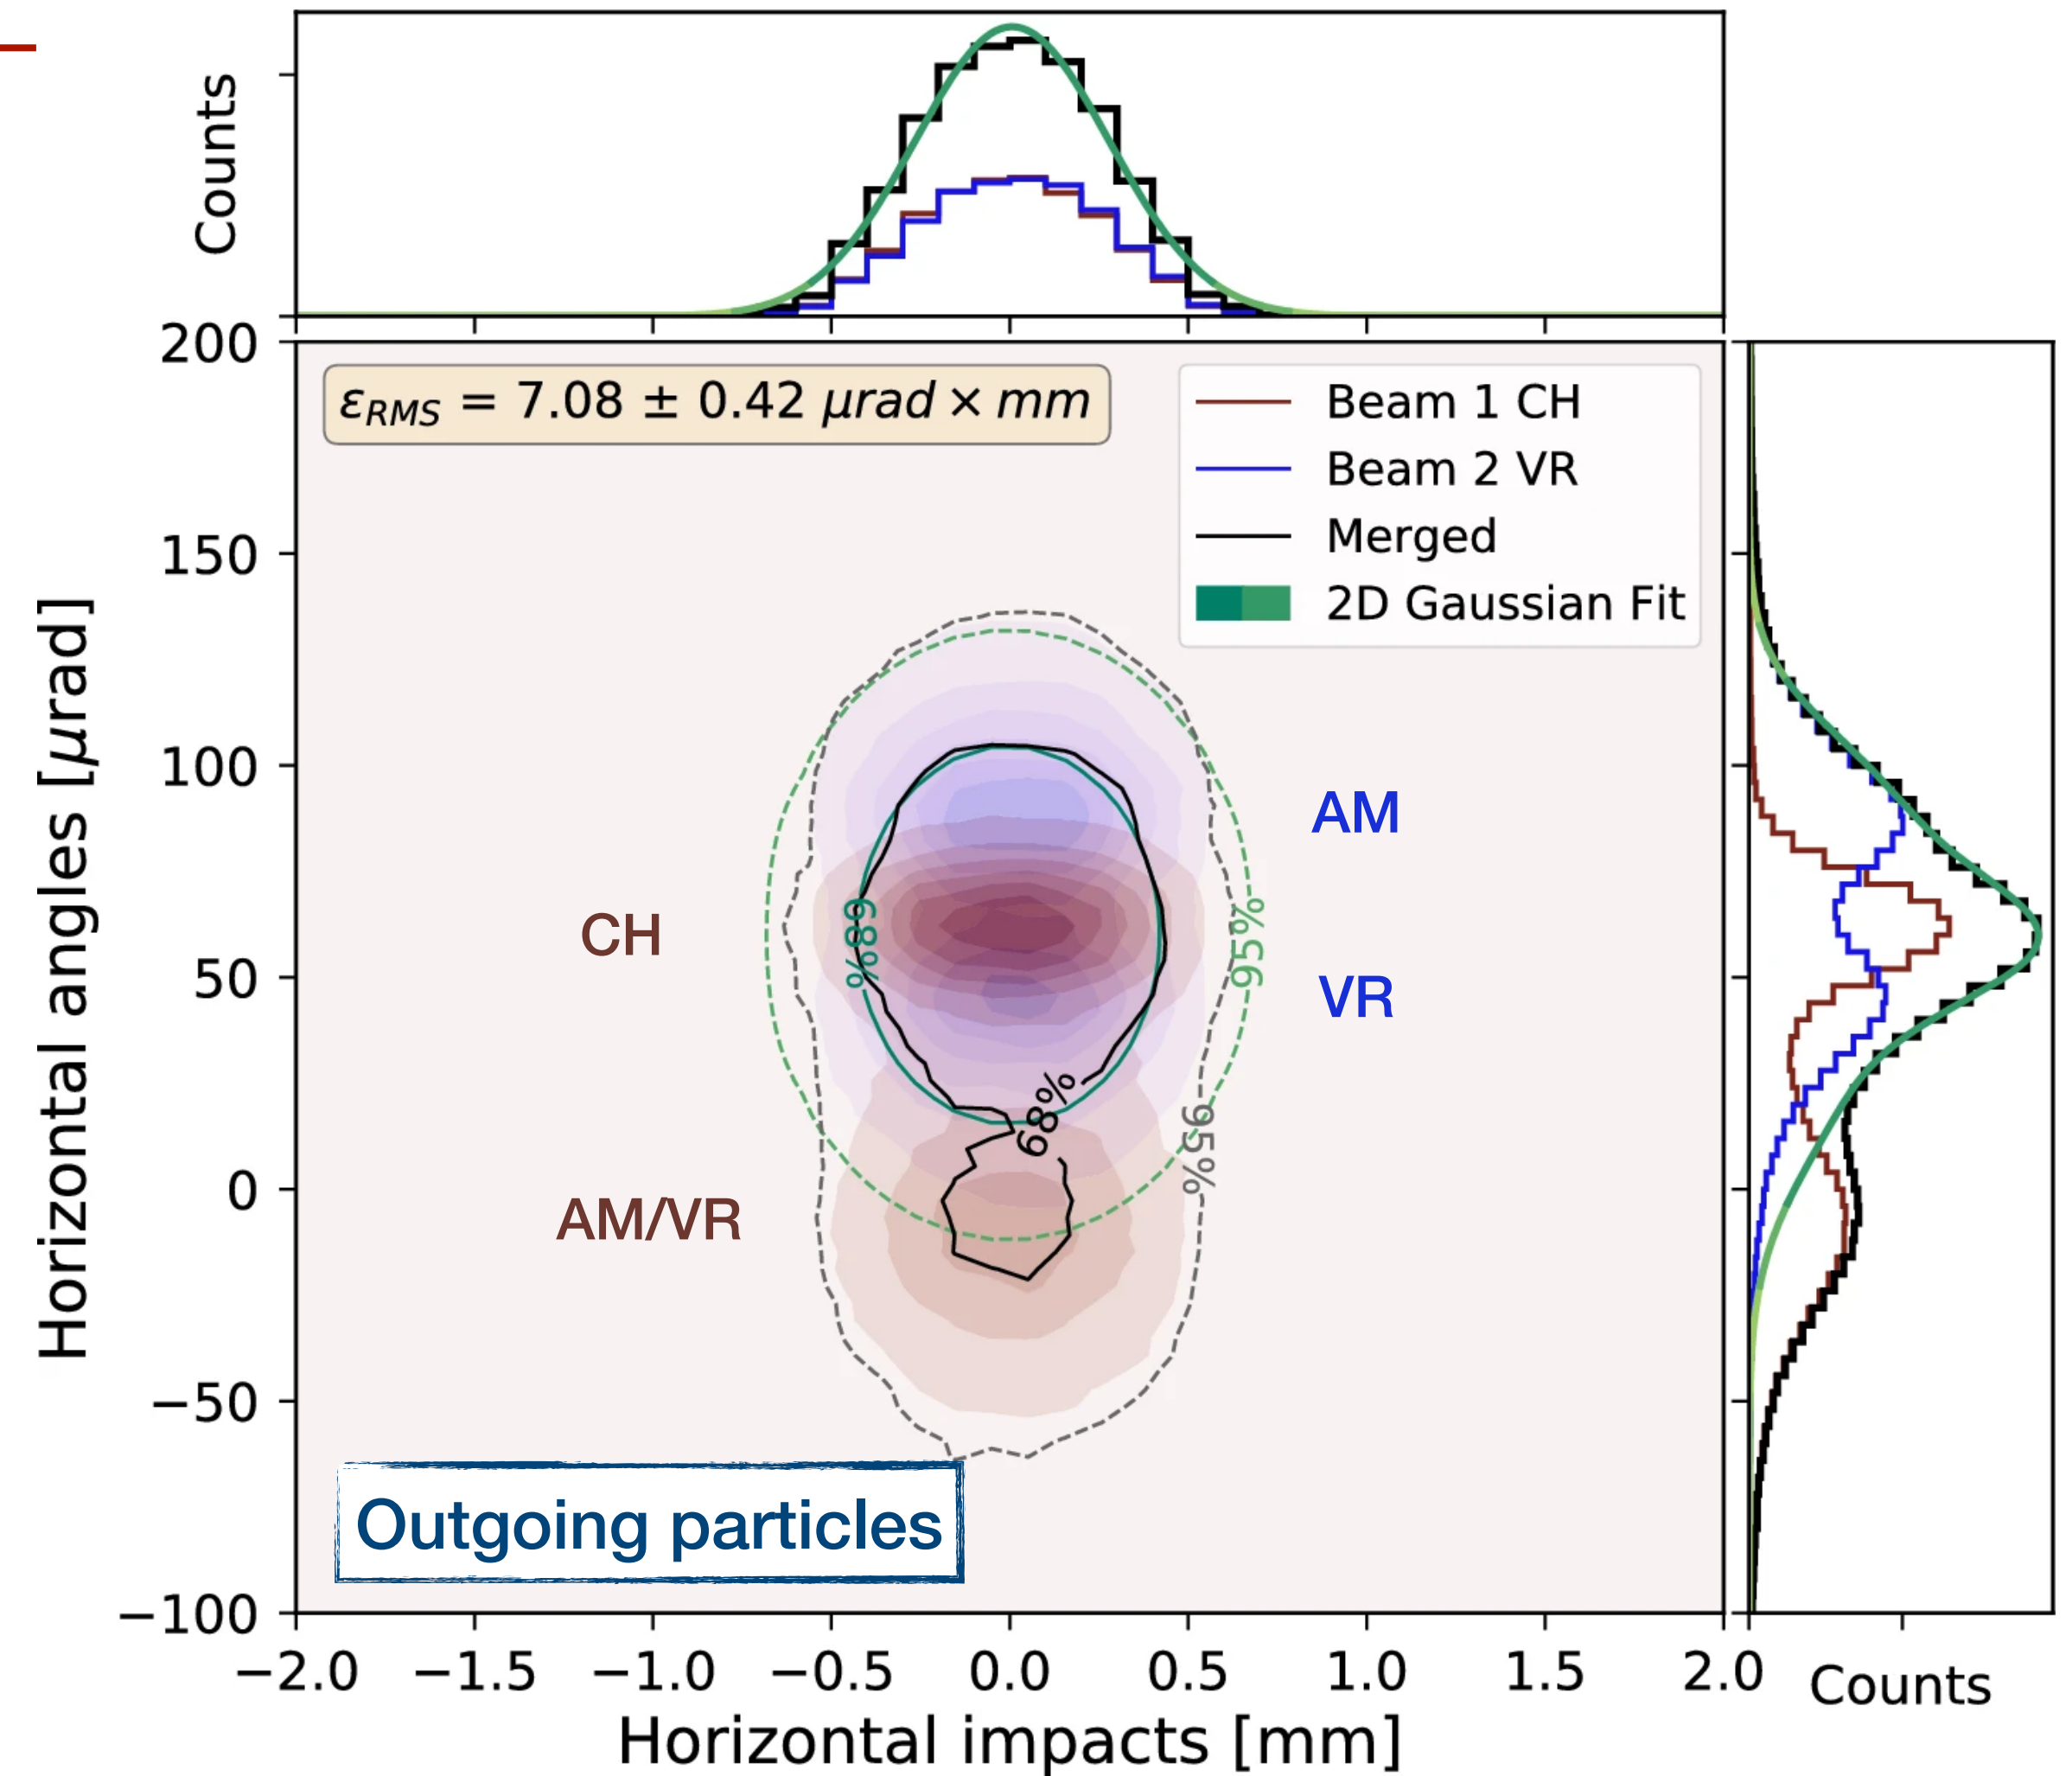 Counts
200
150
100
50
0
−50
−100
Horizontal angles [μrad]
εRMS = 7.08 ± 0.42 μrad × mm
Beam 1 CH
Beam 2 VR
Merged
2D Gaussian Fit
AM
CH
VR
AM/VR
68%
95%
68%
95%
Outgoing particles
−2.0 −1.5 −1.0 −0.5 0.0 0.5 1.0 1.5 2.0
Counts
Horizontal impacts [mm]